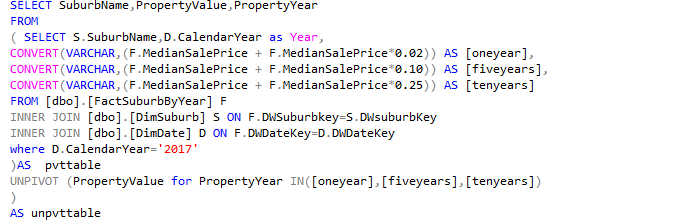 SELECT SuburbName,PropertyValue,PropertyYear
FROM
( SELECT S.SuburbName,D.CalendarYear as Year,
CONVERT(VARCHAR,(F.MedianSalePrice + F.MedianSalePrice*0.02)) AS [oneyear],
CONVERT(VARCHAR,(F.MedianSalePrice + F.MedianSalePrice*0.10)) AS [fiveyears],
CONVERT(VARCHAR,(F.MedianSalePrice + F.MedianSalePrice*0.25)) AS [tenyears]
FROM [dbo].[FactSuburbByYear] F
INNER JOIN [dbo].[DimSuburb] S ON F.DWSuburbkey=S.DWsuburbKey
INNER JOIN [dbo].[DimDate] D ON F.DWDateKey=D.DWDateKey
where D.CalendarYear='2017'
)AS  pvttable
UNPIVOT (PropertyValue for PropertyYear IN([oneyear],[fiveyears],[tenyears])
)
AS unpvttable